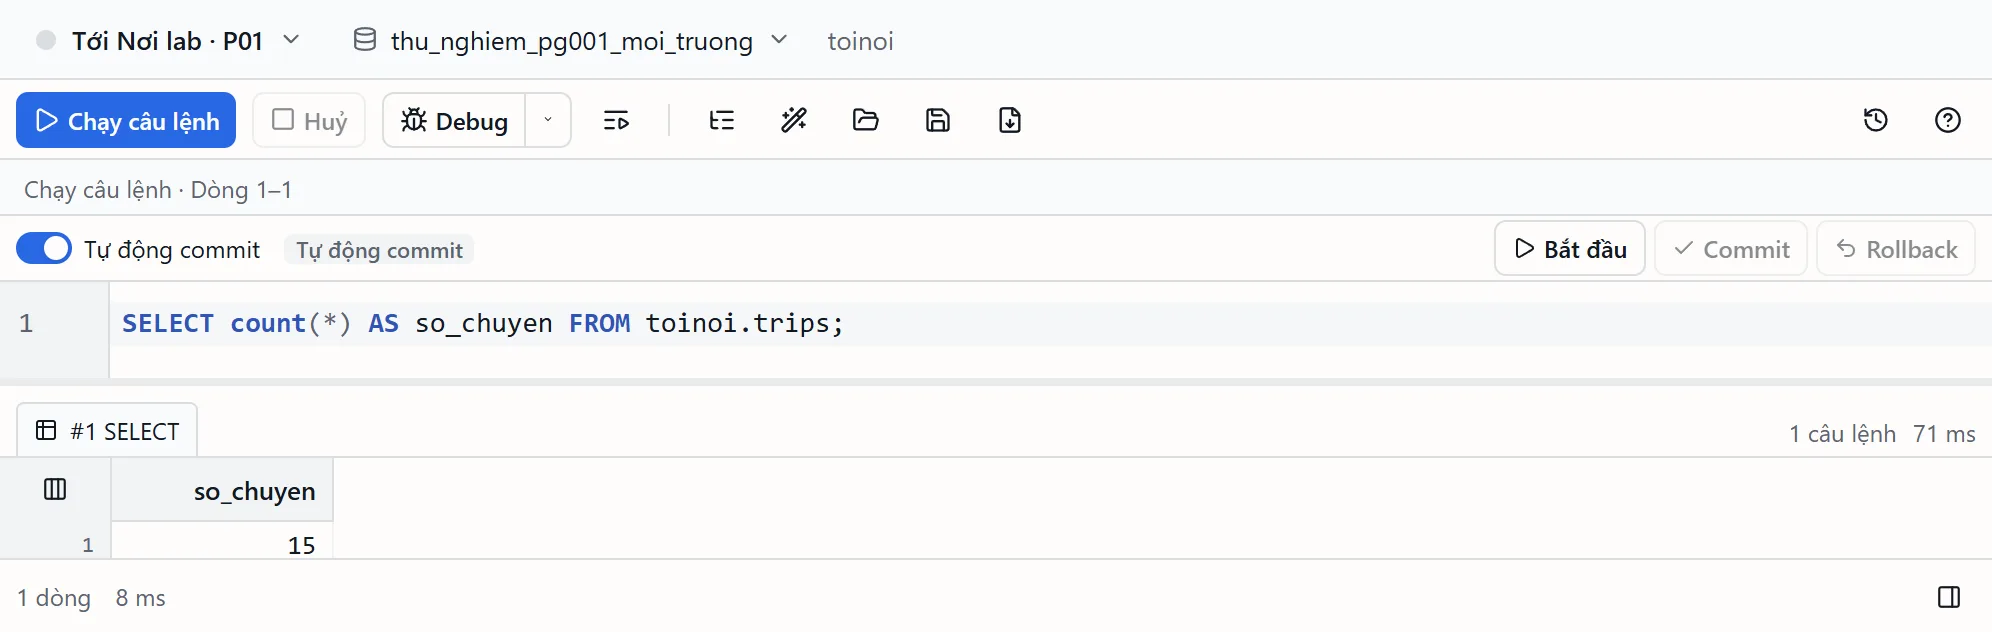 Tới Nơi lab · P01 thu_nghiem_pg001_moi_truong toinoi
Chạy câu lệnh Huỷ Debug
Chạy câu lệnh · Dòng 1–1
Tự động commit Tự động commit Bắt đầu Commit Rollback
1 SELECT count(*) AS so_chuyen FROM toinoi.trips;
#1 SELECT 1 câu lệnh 71 ms
so_chuyen
1 15
1 dòng 8 ms